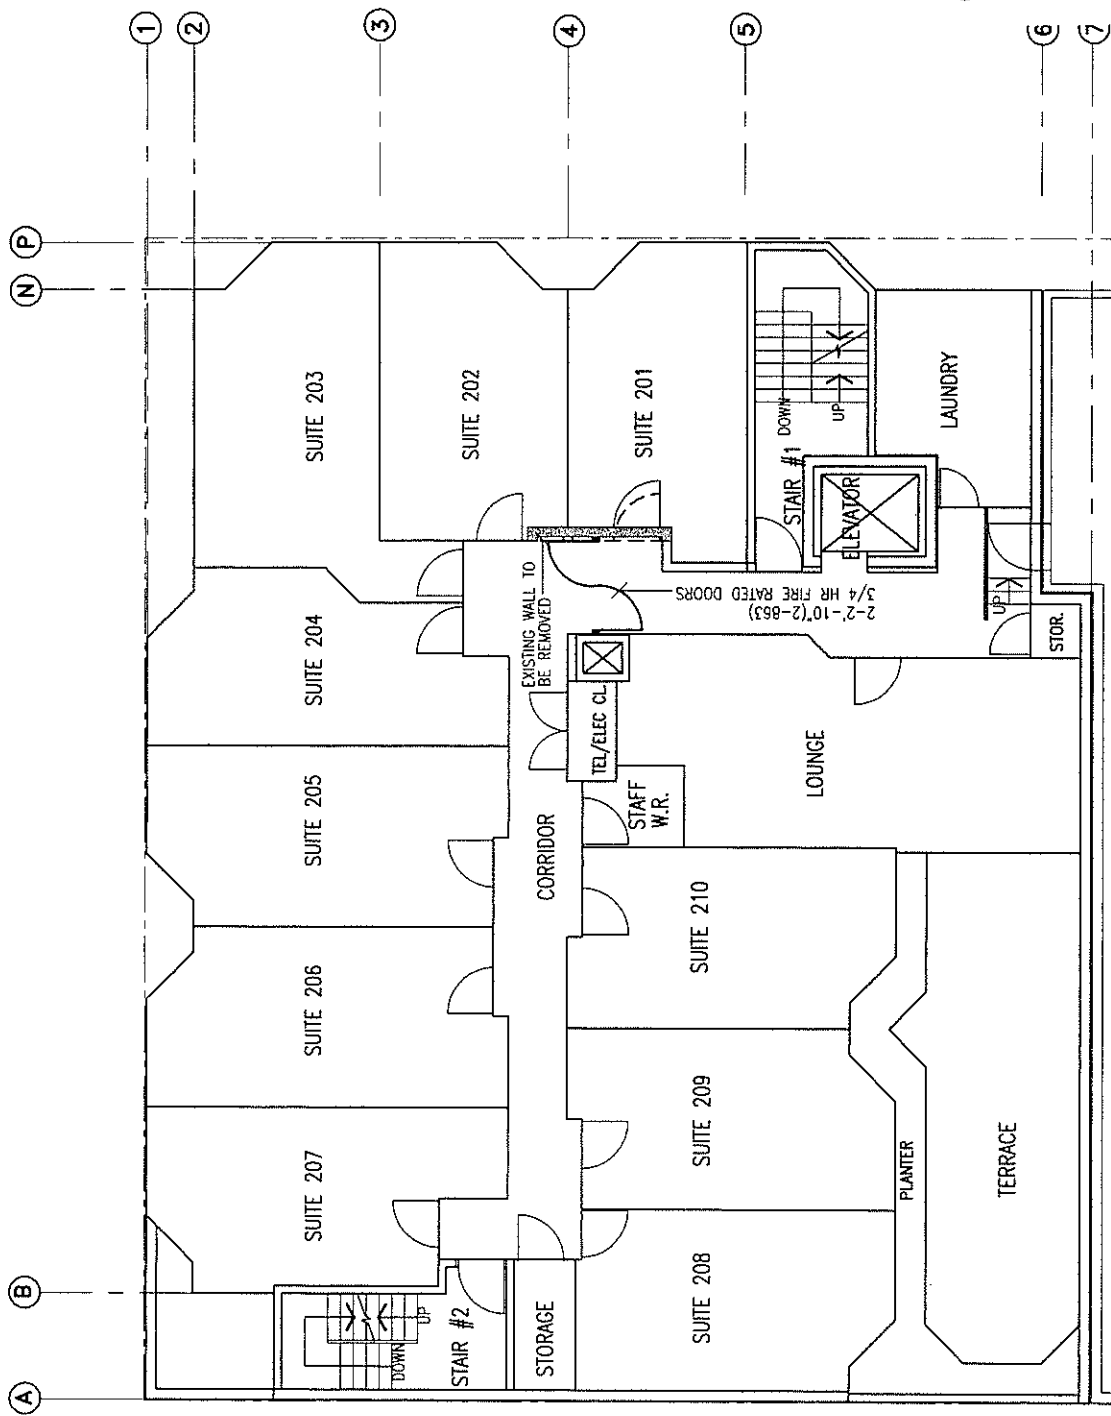 1
2
3
4
5
6
7
P
N
B
A
SUITE 203
SUITE 202
SUITE 201
DOWN
UP
STAIR #1
ELEVATOR
LAUNDRY
SUITE 204
EXISTING WALL TO
BE REMOVED
2-2'-10"(2-863)
3/4 HR FIRE RATED DOORS
UP
STOR.
TEL/ELEC CL.
STAFF
W.R.
LOUNGE
SUITE 205
CORRIDOR
SUITE 206
SUITE 210
SUITE 207
SUITE 209
PLANTER
TERRACE
UP
DOWN
STAIR #2
STORAGE
SUITE 208